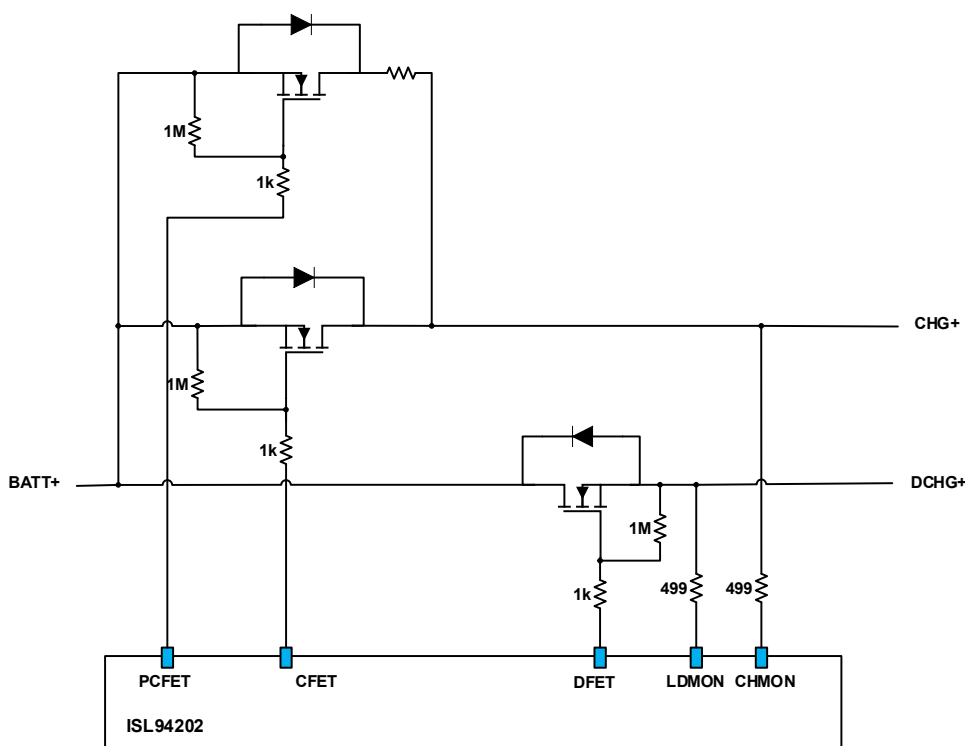 1M
1k
CHG+
1M
1k
BATT+
DCHG+
1M
1k
499
499
PCFET
CFET
DFET
LDMON
CHMON
ISL94202